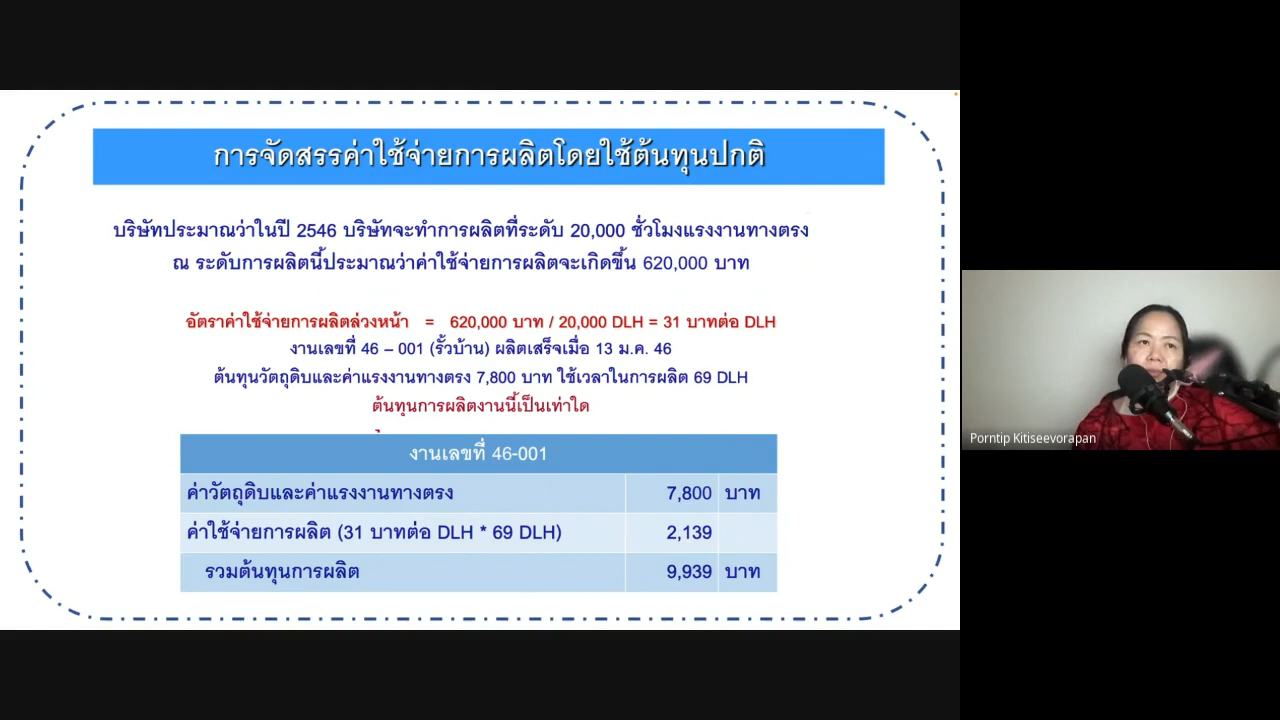 การจัดสรรค่าใช้จ่ายการผลิตโดยใช้ต้นทุนปกติ
บริษัทประมาณว่าในปี 2546 บริษัทจะทำการผลิตที่ระดับ 20,000 ชั่วโมงแรงงานทางตรง
ณ ระดับการผลิตนี้ประมาณว่าค่าใช้จ่ายการผลิตจะเกิดขึ้น 620,000 บาท
อัตราค่าใช้จ่ายการผลิตล่วงหน้า = 620,000 บาท / 20,000 DLH = 31 บาทต่อ DLH
งานเลขที่ 46 – 001 (รั้วบ้าน) ผลิตเสร็จเมื่อ 13 ม.ค. 46
ต้นทุนวัตถุดิบและค่าแรงงานทางตรง 7,800 บาท ใช้เวลาในการผลิต 69 DLH
ต้นทุนการผลิตงานนี้เป็นเท่าใด
งานเลขที่ 46-001
ค่าวัตถุดิบและค่าแรงงานทางตรง 7,800 บาท
ค่าใช้จ่ายการผลิต (31 บาทต่อ DLH * 69 DLH) 2,139
รวมต้นทุนการผลิต 9,939 บาท
Porntip Kitiseevorapan